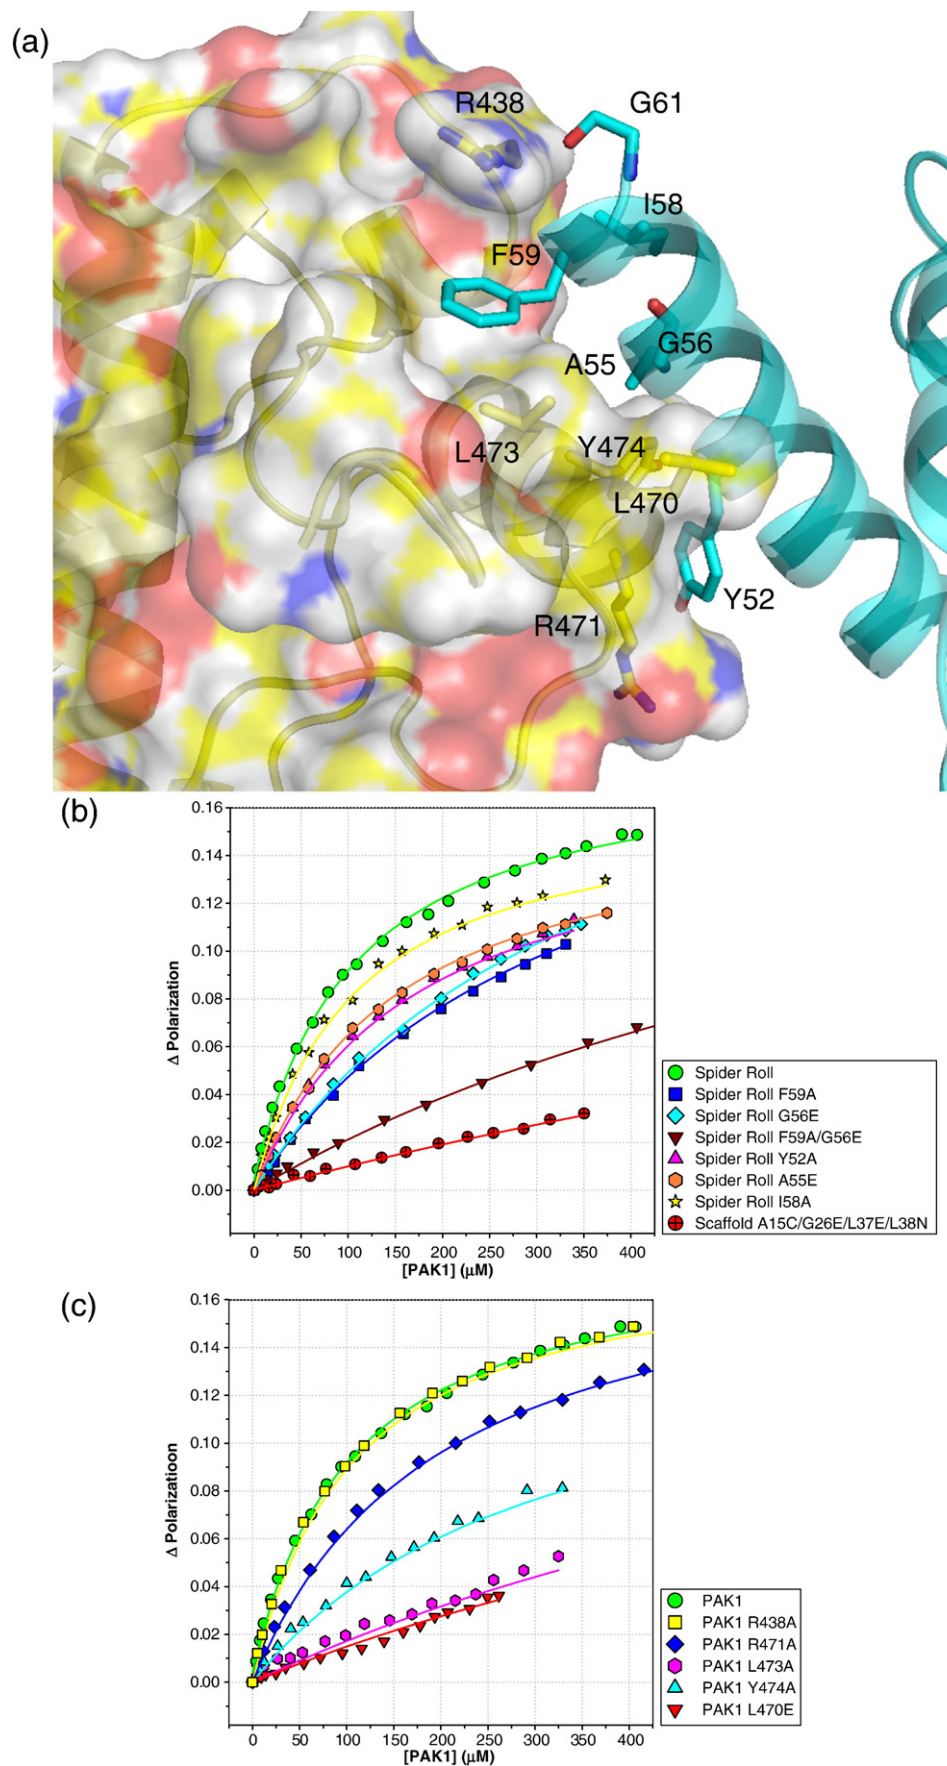 (a)
R438
G61
I58
F59
G56
A55
L473
Y474
L470
Y52
R471
(b)
0.16
0.14
0.12
0.10
0.08
0.06
0.04
0.02
0.00
Δ Polarization
0 50 100 150 200 250 300 350 400
[PAK1] (μM)
Spider Roll
Spider Roll F59A
Spider Roll G56E
Spider Roll F59A/G56E
Spider Roll Y52A
Spider Roll A55E
Spider Roll I58A
Scaffold A15C/G26E/L37E/L38N
(c)
0.16
0.14
0.12
0.10
0.08
0.06
0.04
0.02
0.00
Δ Polarizatioon
0 50 100 150 200 250 300 350 400
[PAK1] (μM)
PAK1
PAK1 R438A
PAK1 R471A
PAK1 L473A
PAK1 Y474A
PAK1 L470E